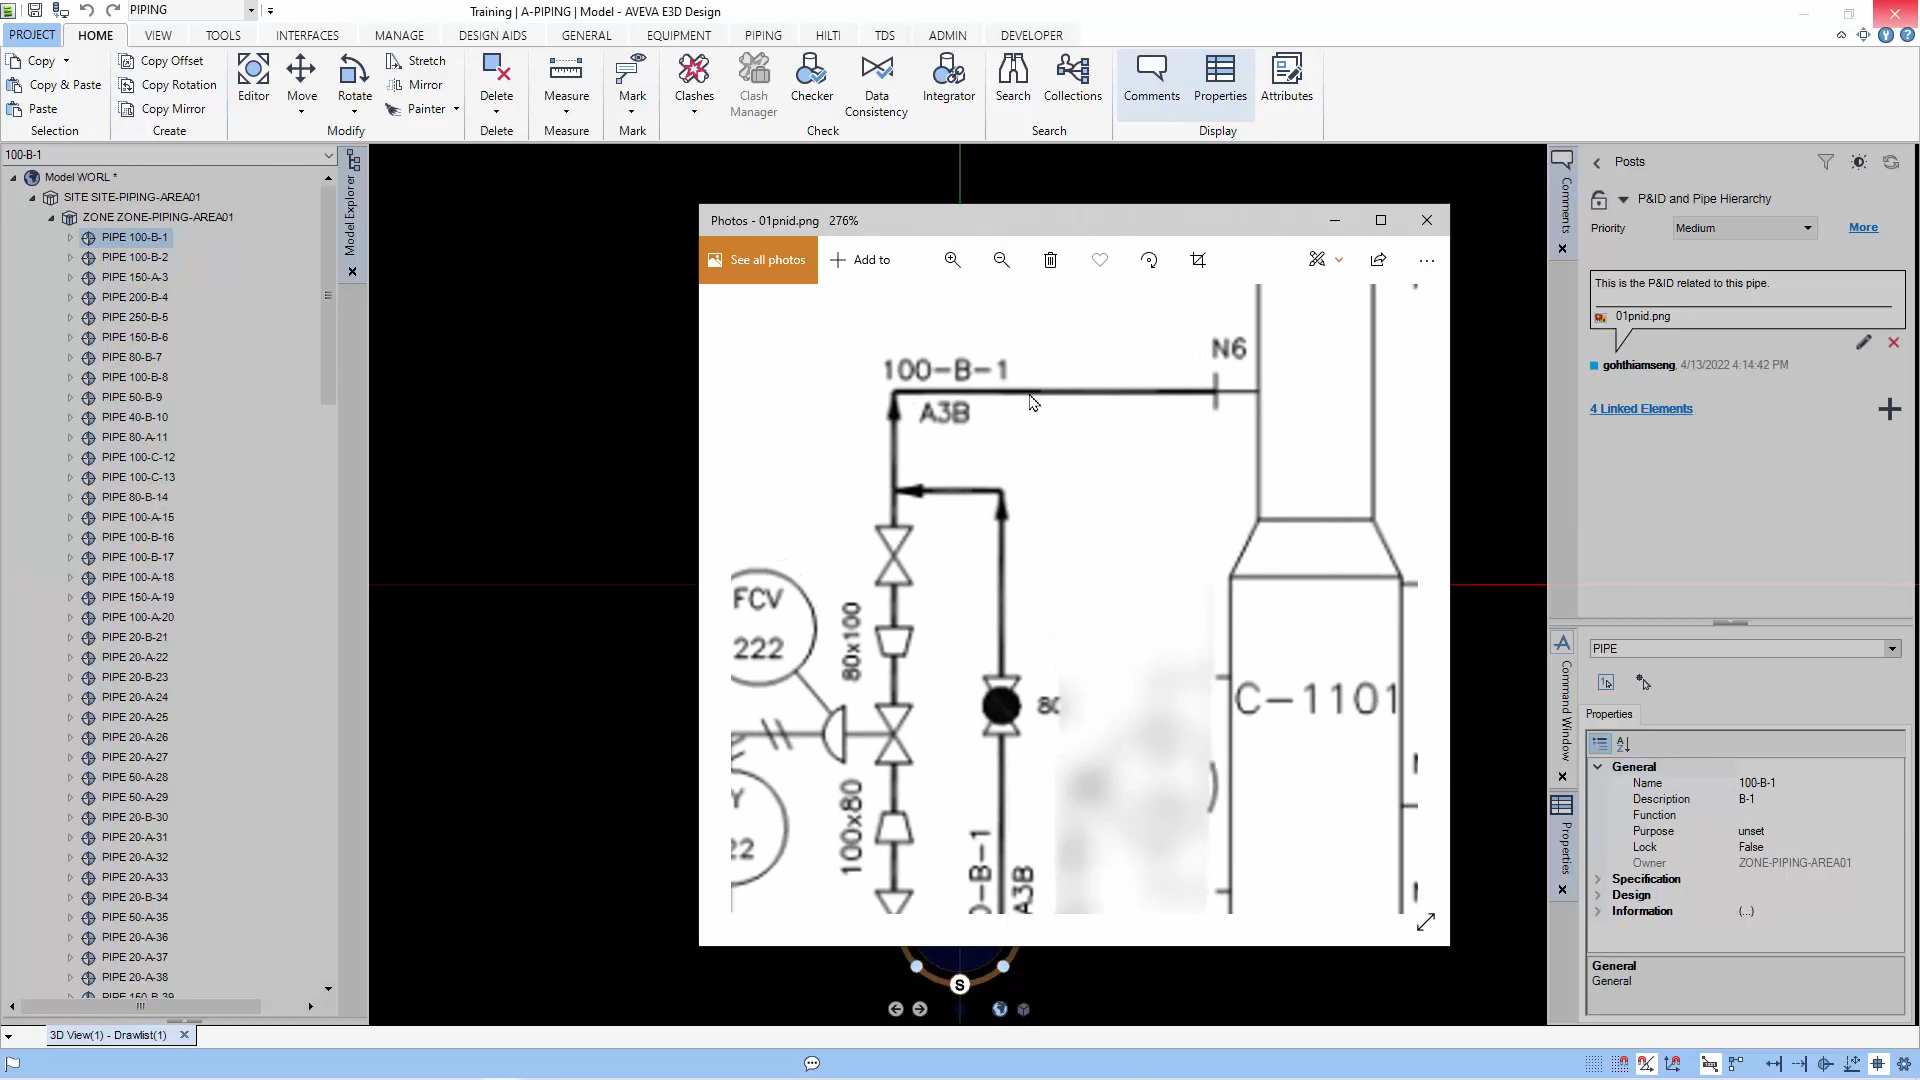 PIPING
Training | A-PIPING | Model - AVEVA E3D Design
PROJECT HOME VIEW TOOLS INTERFACES MANAGE DESIGN AIDS GENERAL EQUIPMENT PIPING HILTI TDS ADMIN DEVELOPER
Copy
Copy & Paste
Paste
Selection
Copy Offset
Copy Rotation
Copy Mirror
Create
Editor
Move
Rotate
Stretch
Mirror
Painter
Modify
Delete
Delete
Measure
Measure
Mark
Mark
Clashes
Clash Manager
Checker
Data Consistency
Integrator
Check
Search
Collections
Search
Comments
Properties
Attributes
Display
100-B-1
Model WORL *
SITE SITE-PIPING-AREA01
ZONE ZONE-PIPING-AREA01
PIPE 100-B-1
PIPE 100-B-2
PIPE 150-A-3
PIPE 200-B-4
PIPE 250-B-5
PIPE 150-B-6
PIPE 80-B-7
PIPE 100-B-8
PIPE 50-B-9
PIPE 40-B-10
PIPE 80-A-11
PIPE 100-C-12
PIPE 100-C-13
PIPE 80-B-14
PIPE 100-A-15
PIPE 100-B-16
PIPE 100-B-17
PIPE 100-A-18
PIPE 150-A-19
PIPE 100-A-20
PIPE 20-B-21
PIPE 20-A-22
PIPE 20-B-23
PIPE 20-A-24
PIPE 20-A-25
PIPE 20-A-26
PIPE 20-A-27
PIPE 50-A-28
PIPE 50-A-29
PIPE 20-B-30
PIPE 20-A-31
PIPE 20-A-32
PIPE 20-A-33
PIPE 20-B-34
PIPE 50-A-35
PIPE 20-A-36
PIPE 20-A-37
PIPE 20-A-38
PIPE 150-B-39
Model Explorer
Photos - 01pnid.png 276%
See all photos
Add to
100-B-1
N6
A3B
FCV
222
80x100
80
C-1101
Y
22
100x80
0-B-1
A3B
S
Comments
Posts
P&ID and Pipe Hierarchy
Priority Medium More
This is the P&ID related to this pipe.
01pnid.png
gohthiamseng, 4/13/2022 4:14:42 PM
4 Linked Elements
Command Window
Properties
PIPE
Properties
General
Name 100-B-1
Description B-1
Function
Purpose unset
Lock False
Owner ZONE-PIPING-AREA01
Specification
Design
Information (...)
General
General
3D View(1) - Drawlist(1)